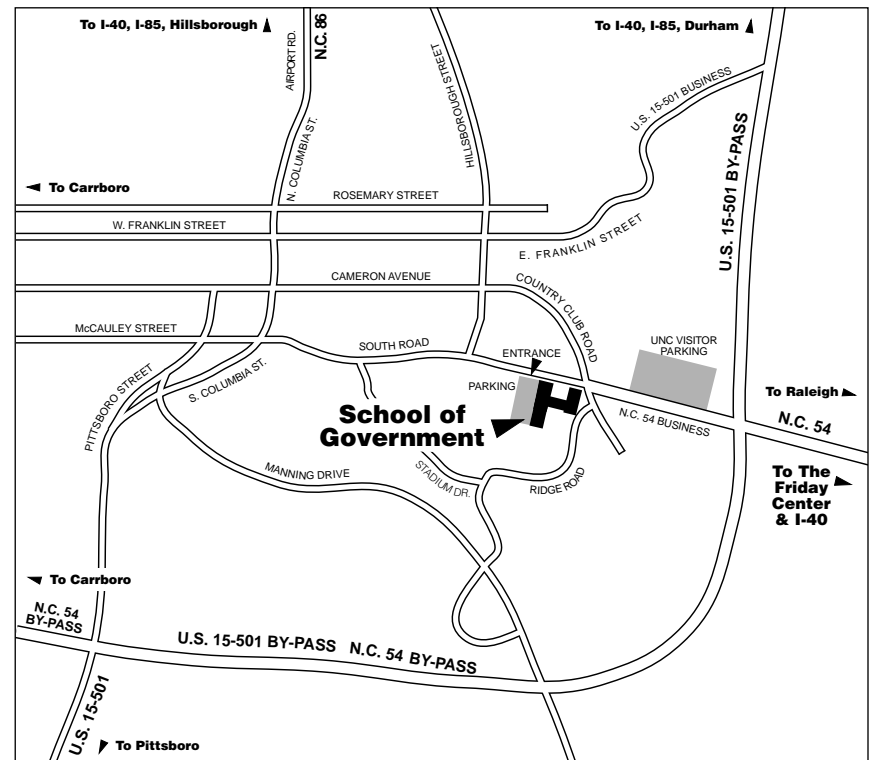 To I-40, I-85, Hillsborough
AIRPORT RD.
N.C. 86
HILLSBOROUGH STREET
To I-40, I-85, Durham
U.S. 15-501 BUSINESS
U.S. 15-501 BY-PASS
To Carrboro
N. COLUMBIA ST.
ROSEMARY STREET
W. FRANKLIN STREET
E. FRANKLIN STREET
CAMERON AVENUE
COUNTRY CLUB ROAD
McCAULEY STREET
SOUTH ROAD
ENTRANCE
UNC VISITOR
PARKING
PITTSBORO STREET
S. COLUMBIA ST.
PARKING
To Raleigh
School of
Government
N.C. 54 BUSINESS
N.C. 54
MANNING DRIVE
STADIUM DR.
RIDGE ROAD
To The
Friday
Center
& I-40
To Carrboro
N.C. 54
BY-PASS
U.S. 15-501 BY-PASS N.C. 54 BY-PASS
U.S. 15-501
To Pittsboro